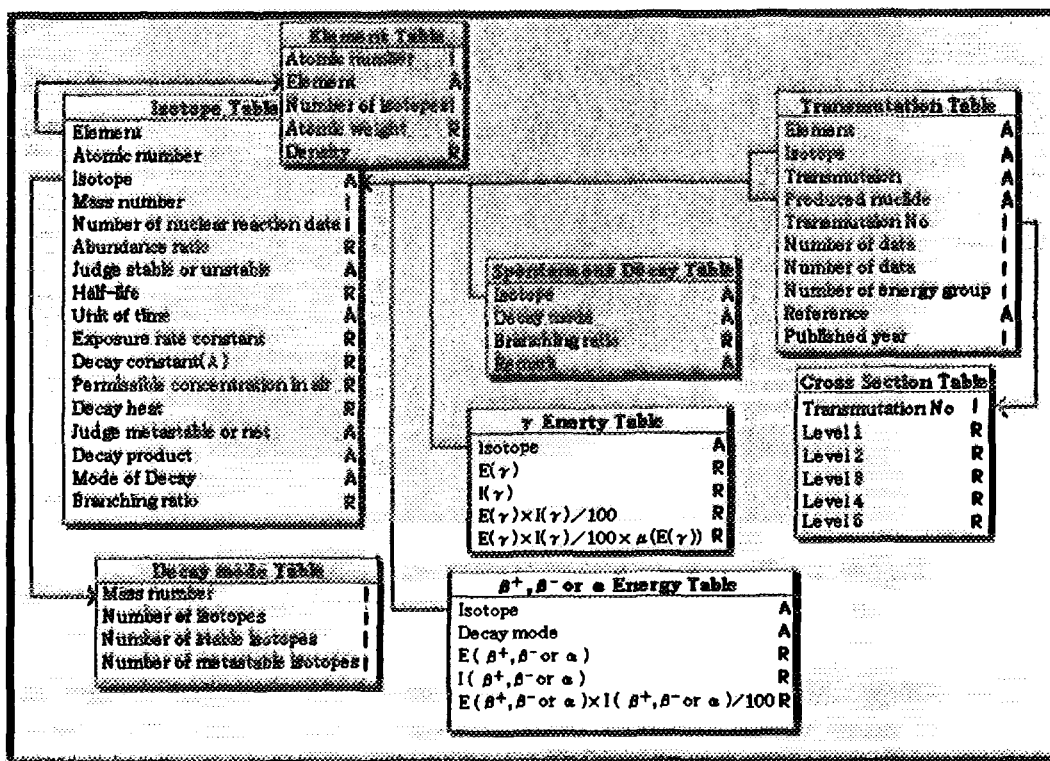 Element Table
Atomic number I
Element A
Number of isotopes I
Atomic weight R
Density R
Isotope Table
Element
Atomic number
Isotope A
Mass number I
Number of nuclear reaction data I
Abundance ratio R
Judge stable or unstable A
Half-life R
Unit of time A
Exposure rate constant R
Decay constant(λ) R
Permissible concentration in air R
Decay heat R
Judge metastable or not A
Decay product A
Mode of Decay A
Branching ratio R
Decay mode Table
Mass number I
Number of isotopes I
Number of stable isotopes I
Number of metastable isotopes I
Spontaneous Decay Table
Isotope A
Decay mode A
Branching ratio R
Remark A
γ Enerty Table
Isotope A
E(γ) R
I(γ) R
E(γ)×I(γ)/100 R
E(γ)×I(γ)/100×μ(E(γ)) R
β⁺,β⁻ or α Energy Table
Isotope A
Decay mode A
E(β⁺,β⁻ or α) R
I(β⁺,β⁻ or α) R
E(β⁺,β⁻ or α)×I(β⁺,β⁻ or α)/100 R
Transmutation Table
Element A
Isotope A
Transmutaion A
Produced nuclide A
Transmutaion No I
Number of data I
Number of data I
Number of energy group I
Reference A
Published year I
Cross Section Table
Transmutation No I
Level 1 R
Level 2 R
Level 3 R
Level 4 R
Level 5 R